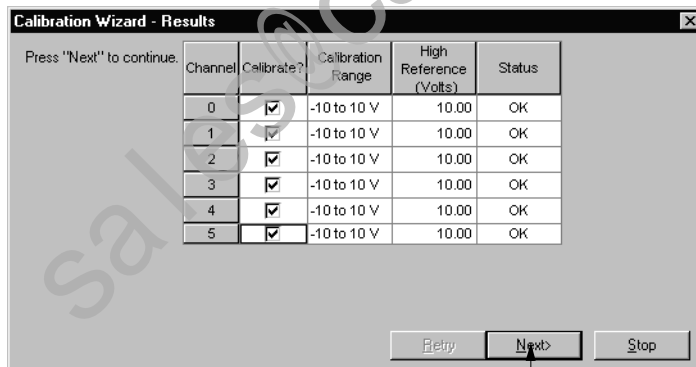 Calibration Wizard - Results
Press "Next" to continue.
Channel Calibrate? Calibration Range High Reference (Volts) Status
0 -10 to 10 V 10.00 OK
1 -10 to 10 V 10.00 OK
2 -10 to 10 V 10.00 OK
3 -10 to 10 V 10.00 OK
4 -10 to 10 V 10.00 OK
5 -10 to 10 V 10.00 OK
Retry Next> Stop